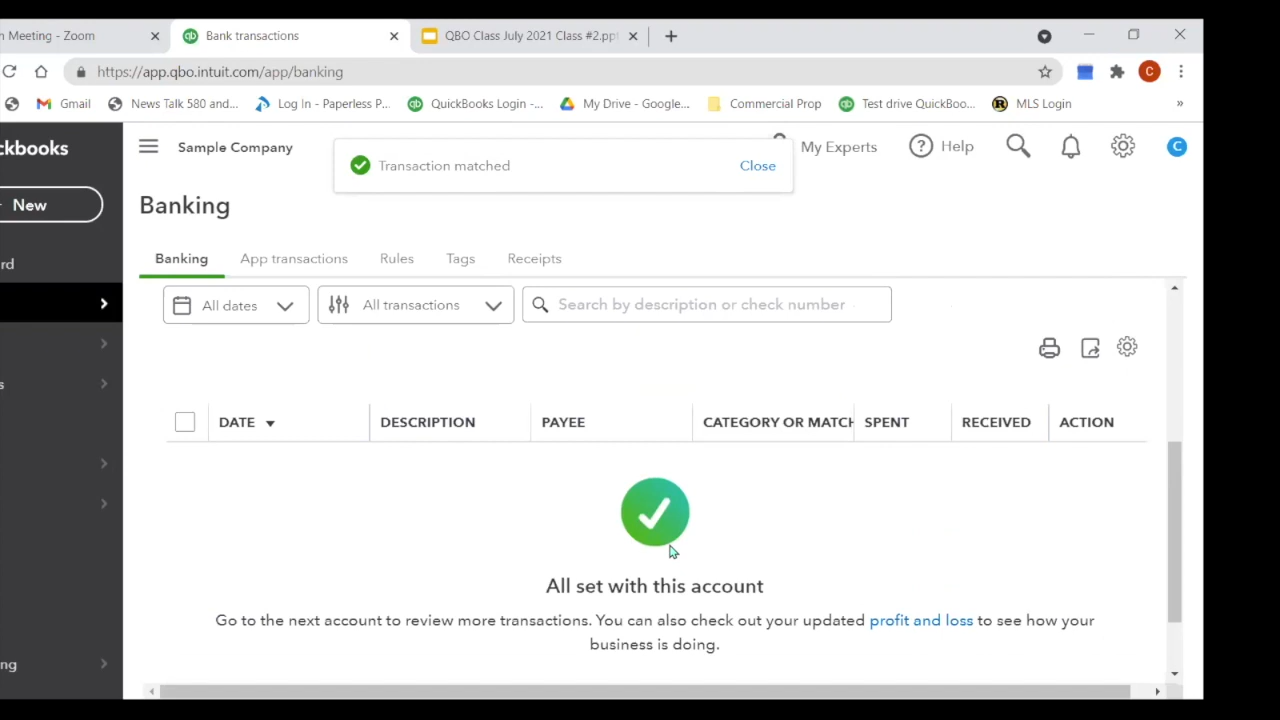 n Meeting - Zoom
Bank transactions
QBO Class July 2021 Class #2.ppt
https://app.qbo.intuit.com/app/banking
C
Gmail
News Talk 580 and...
Log In - Paperless P...
QuickBooks Login -...
My Drive - Google...
Commercial Prop
Test drive QuickBoo...
MLS Login
»
ckbooks
Sample Company
Transaction matched
Close
My Experts
Help
C
New
Banking
rd
Banking
App transactions
Rules
Tags
Receipts
All dates
All transactions
Search by description or check number
s
DATE
DESCRIPTION
PAYEE
CATEGORY OR MATCH
SPENT
RECEIVED
ACTION
All set with this account
Go to the next account to review more transactions. You can also check out your updated profit and loss to see how your
business is doing.
ng